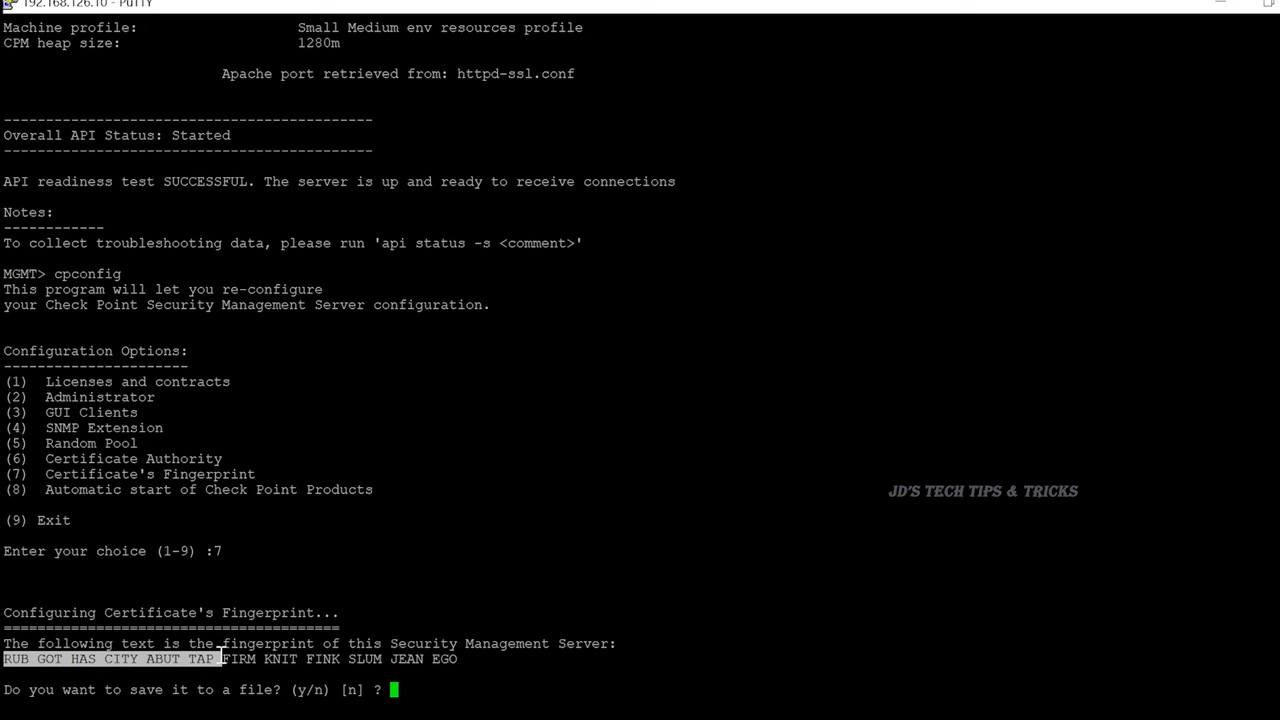 192.168.126.10 - PuTTY
Machine profile: Small Medium env resources profile
CPM heap size: 1280m
Apache port retrieved from: httpd-ssl.conf
--------------------------------------------
Overall API Status: Started
--------------------------------------------
API readiness test SUCCESSFUL. The server is up and ready to receive connections
Notes:
------------
To collect troubleshooting data, please run 'api status -s <comment>'
MGMT> cpconfig
This program will let you re-configure
your Check Point Security Management Server configuration.
Configuration Options:
----------------------
(1) Licenses and contracts
(2) Administrator
(3) GUI Clients
(4) SNMP Extension
(5) Random Pool
(6) Certificate Authority
(7) Certificate's Fingerprint
(8) Automatic start of Check Point Products
JD'S TECH TIPS & TRICKS
(9) Exit
Enter your choice (1-9) :7
Configuring Certificate's Fingerprint...
========================================
The following text is the fingerprint of this Security Management Server:
RUB GOT HAS CITY ABUT TAP FIRM KNIT FINK SLUM JEAN EGO
Do you want to save it to a file? (y/n) [n] ?